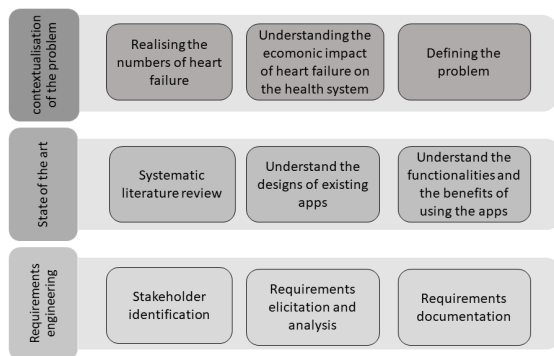 contextualisation
of the problem
Realising the
numbers of heart
failure
Understanding the
ecomonic impact
of heart failure on
the health system
Defining the
problem
State of the art
Systematic
literature review
Understand the
designs of existing
apps
Understand the
functionalities and
the benefits of
using the apps
Requirements
engineering
Stakeholder
identification
Requirements
elicitation and
analysis
Requirements
documentation